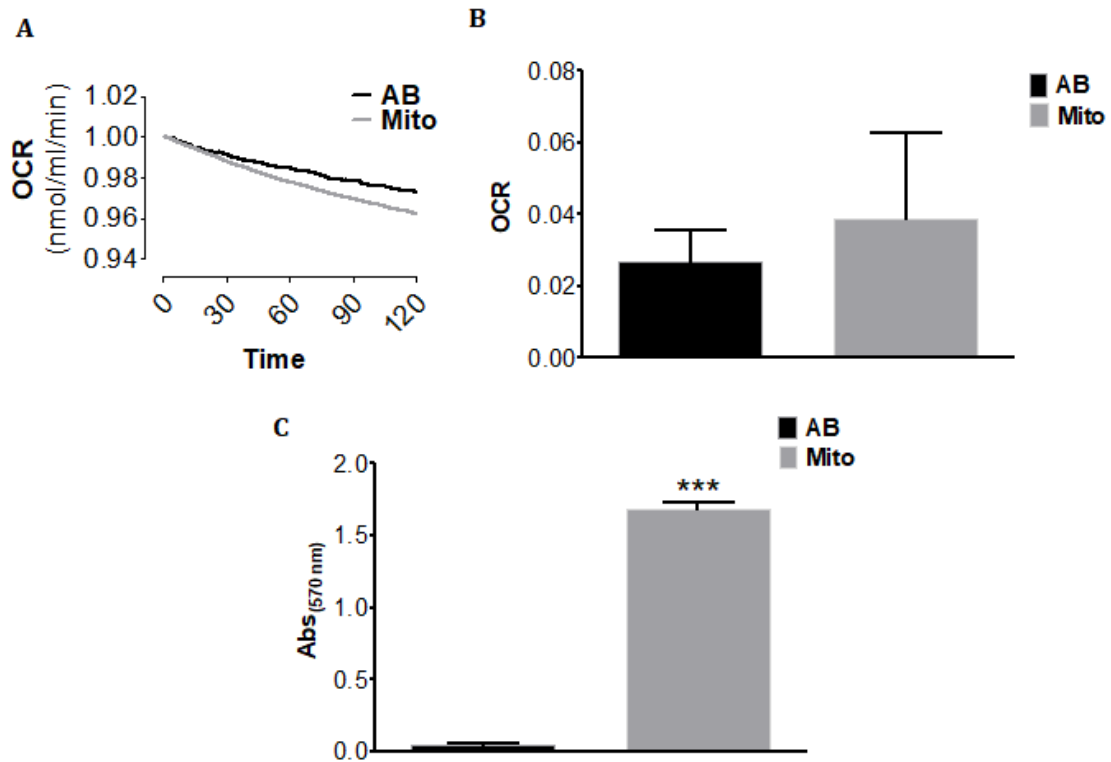 A
OCR
(nmol/ml/min)
1.02
1.00
0.98
0.96
0.94
AB
Mito
0
30
60
90
120
Time
B
OCR
0.08
0.06
0.04
0.02
0.00
AB
Mito
C
Abs(570 nm)
2.0
1.5
1.0
0.5
0.0
***
AB
Mito